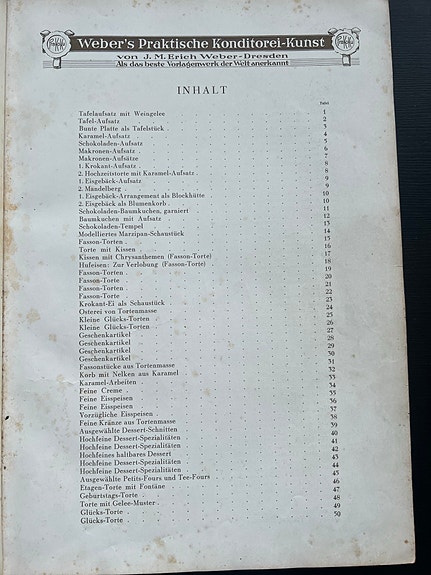 Weber's Praktische Konditorei-Kunst
von J. M. Erich Weber-Dresden
Als das beste Vorlagenwerk der Welt anerkannt
INHALT
Tafel
Tafelaufsatz mit Weingelee 1
Tafel-Aufsatz 2
Bunte Platte als Tafelstück 3
Karamel-Aufsatz 4
Schokoladen-Aufsatz 5
Makronen-Aufsatz 6
Makronen-Aufsätze 7
1. Krokant-Aufsatz 8
2. Hochzeitstorte mit Karamel-Aufsatz 8
1. Eisgebäck-Aufsatz 9
2. Mandelberg 9
1. Eisgebäck-Arrangement als Blockhütte 10
2. Eisgebäck als Blumenkorb 10
Schokoladen-Baumkuchen, garniert 11
Baumkuchen mit Aufsatz 12
Schokoladen-Tempel 13
Modelliertes Marzipan-Schaustück 14
Fasson-Torten 15
Torte mit Kissen 16
Kissen mit Chrysanthemen (Fasson-Torte) 17
Hufeisen: Zur Verlobung (Fasson-Torte) 18
Fasson-Torten 19
Fasson-Torte 20
Fasson-Torten 21
Fasson-Torte 22
Krokant-Ei als Schaustück 23
Osterei von Tortenmasse 24
Kleine Glücks-Torten 25
Kleine Glücks-Torten 26
Geschenkartikel 27
Geschenkartikel 28
Geschenkartikel 29
Geschenkartikel 30
Fassonstücke aus Tortenmasse 31
Korb mit Nelken aus Karamel 32
Karamel-Arbeiten 33
Feine Creme 34
Feine Eisspeisen 35
Feine Eisspeisen 36
Vorzügliche Eisspeisen 37
Feine Kränze aus Tortenmasse 38
Ausgewählte Dessert-Schnitten 39
Hochfeine Dessert-Spezialitäten 40
Hochfeine Dessert-Spezialitäten 41
Hochfeines haltbares Dessert 42
Hochfeine Dessert-Spezialitäten 43
Hochfeine Dessert-Spezialitäten 44
Ausgewählte Petits-Fours und Tee-Fours 45
Etagen-Torte mit Fontäne 46
Geburtstags-Torte 47
Torte mit Gelee-Muster 48
Glücks-Torte 49
Glücks-Torte 50